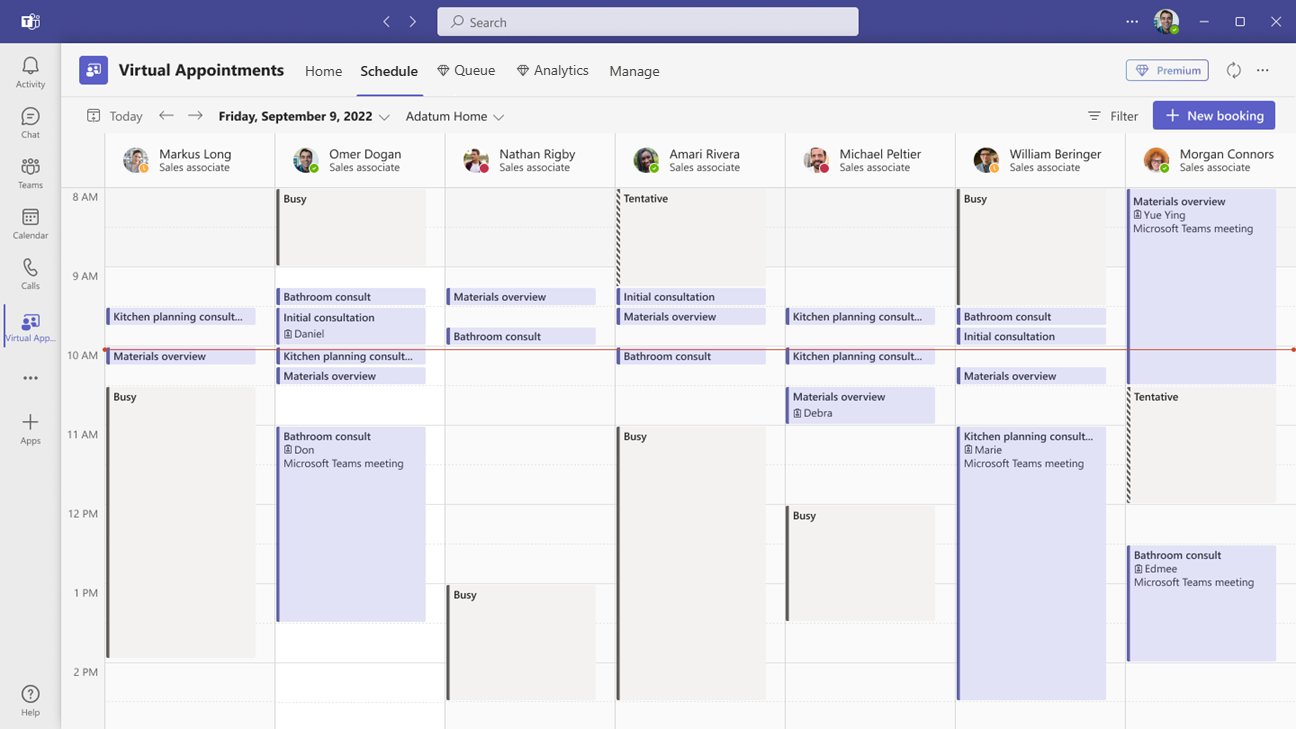 Search
Activity
Chat
Teams
Calendar
Calls
Virtual App...
Apps
Help
Virtual Appointments
Home
Schedule
Queue
Analytics
Manage
Premium
Today
Friday, September 9, 2022
Adatum Home
Filter
New booking
Markus Long
Sales associate
Omer Dogan
Sales associate
Nathan Rigby
Sales associate
Amari Rivera
Sales associate
Michael Peltier
Sales associate
William Beringer
Sales associate
Morgan Connors
Sales associate
8 AM
9 AM
10 AM
11 AM
12 PM
1 PM
2 PM
Kitchen planning consult...
Materials overview
Busy
Busy
Bathroom consult
Initial consultation
Daniel
Kitchen planning consult...
Materials overview
Bathroom consult
Don
Microsoft Teams meeting
Materials overview
Bathroom consult
Busy
Tentative
Initial consultation
Materials overview
Bathroom consult
Busy
Kitchen planning consult...
Kitchen planning consult...
Materials overview
Debra
Busy
Busy
Bathroom consult
Initial consultation
Materials overview
Kitchen planning consult...
Marie
Microsoft Teams meeting
Materials overview
Yue Ying
Microsoft Teams meeting
Tentative
Bathroom consult
Edmee
Microsoft Teams meeting